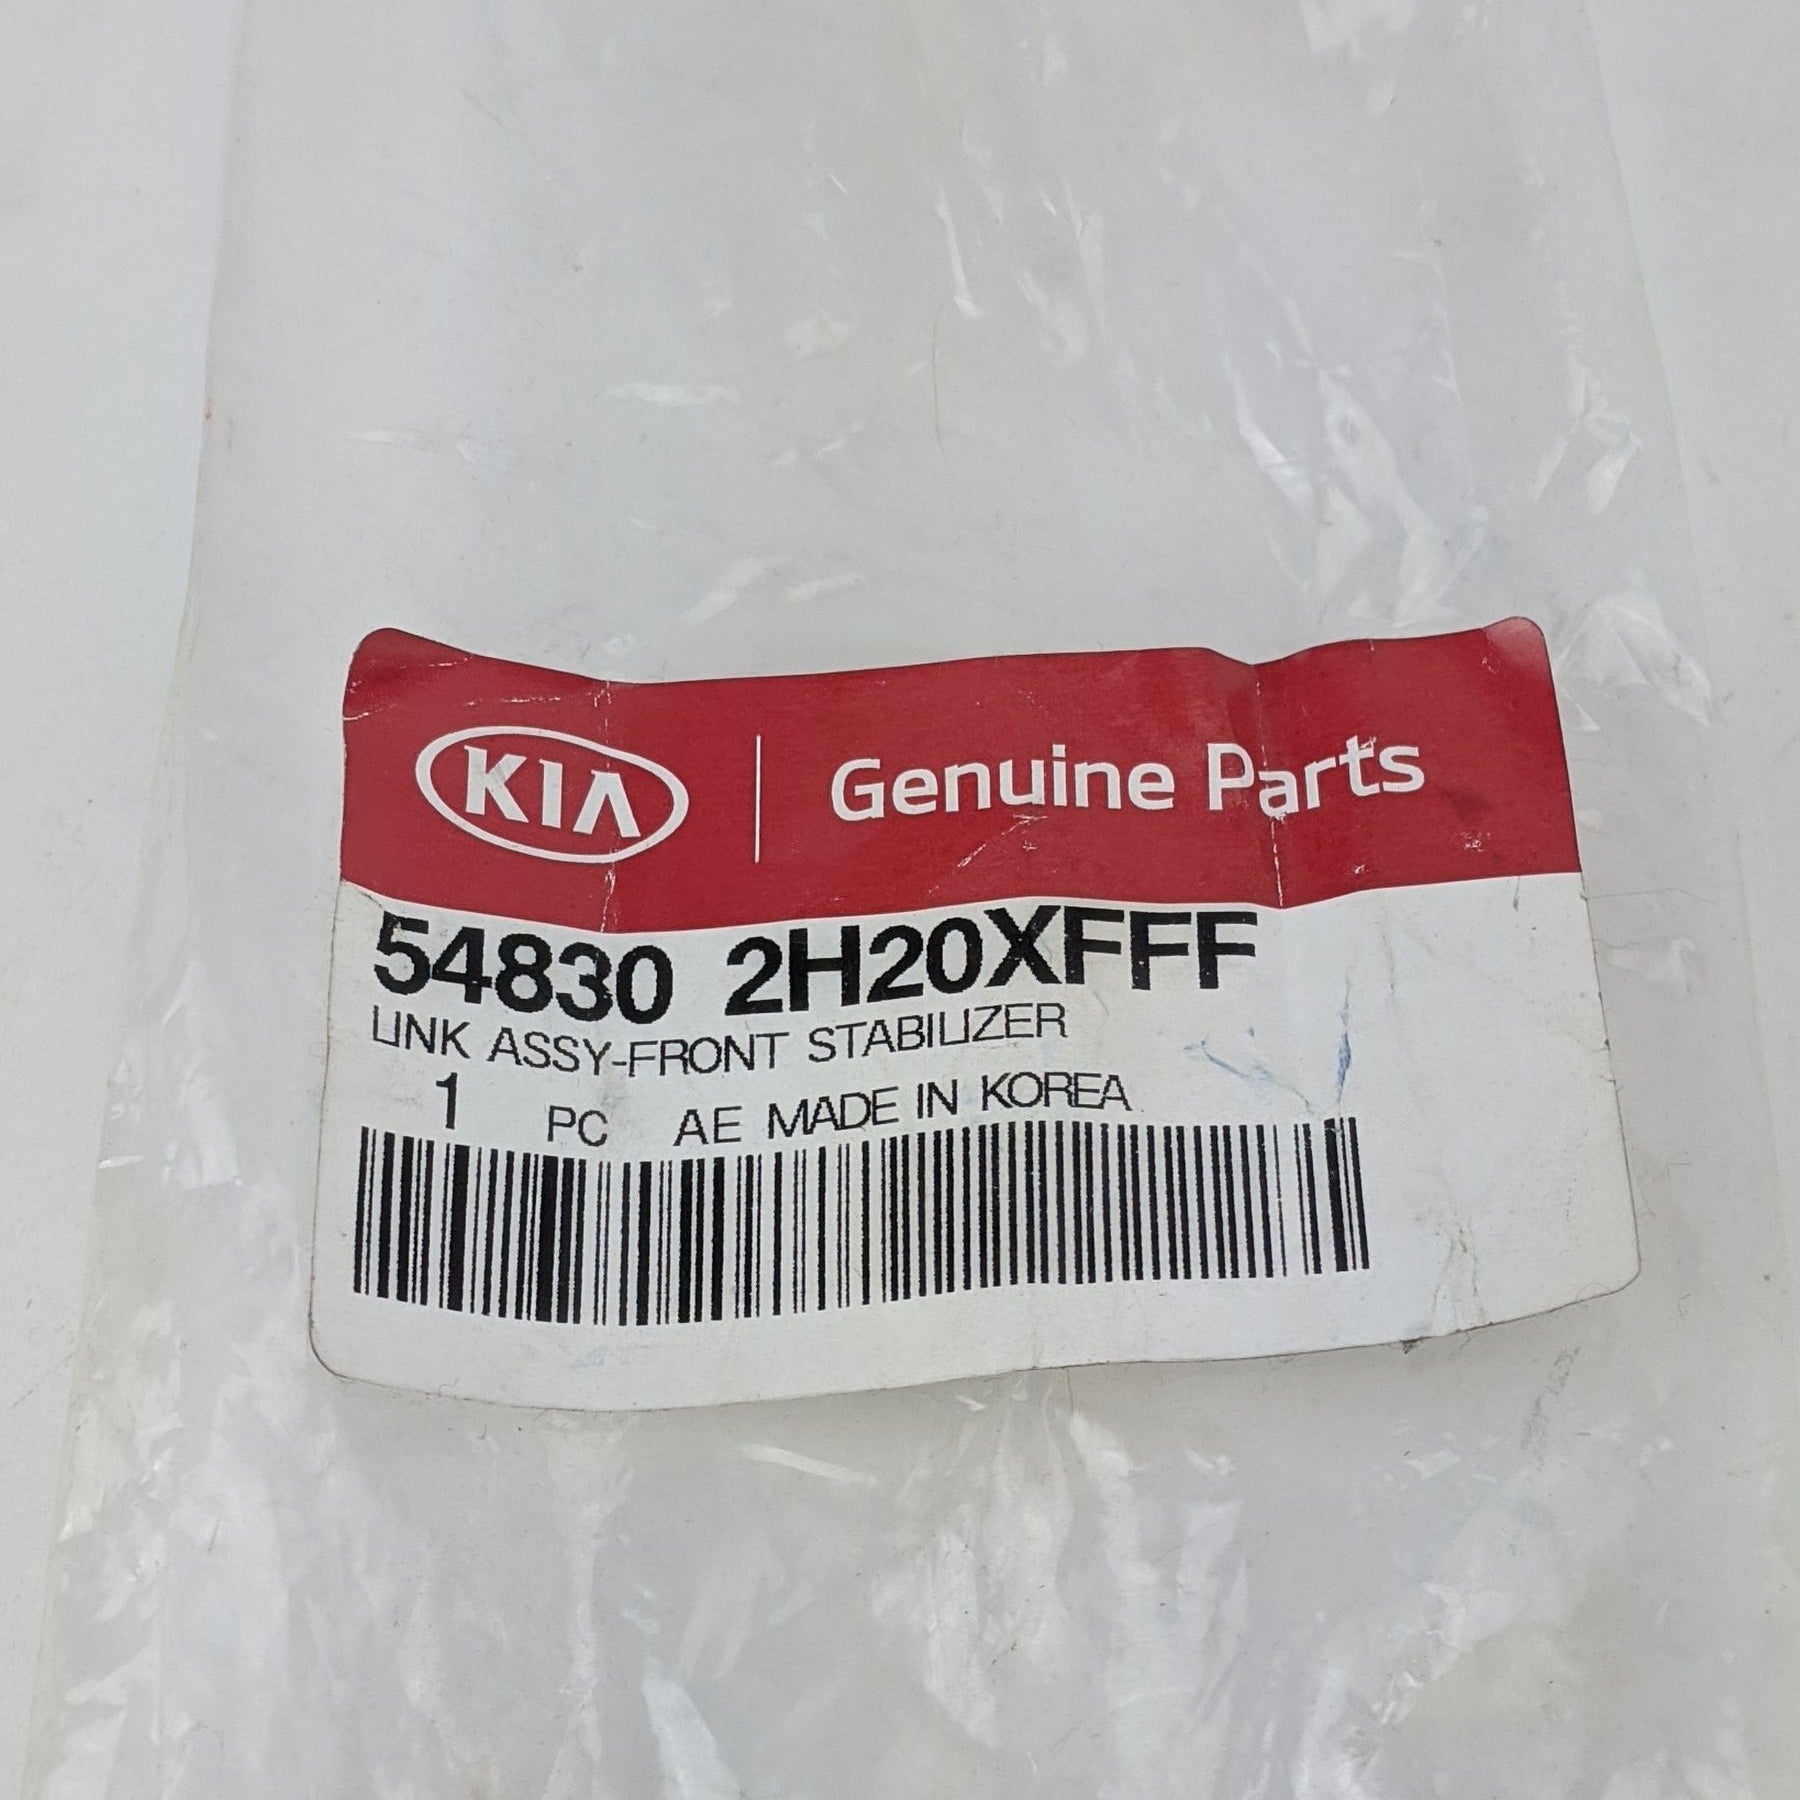 KIA Genuine Parts
54830 2H20XFFF
LINK ASSY-FRONT STABILIZER
1 PC AE MADE IN KOREA